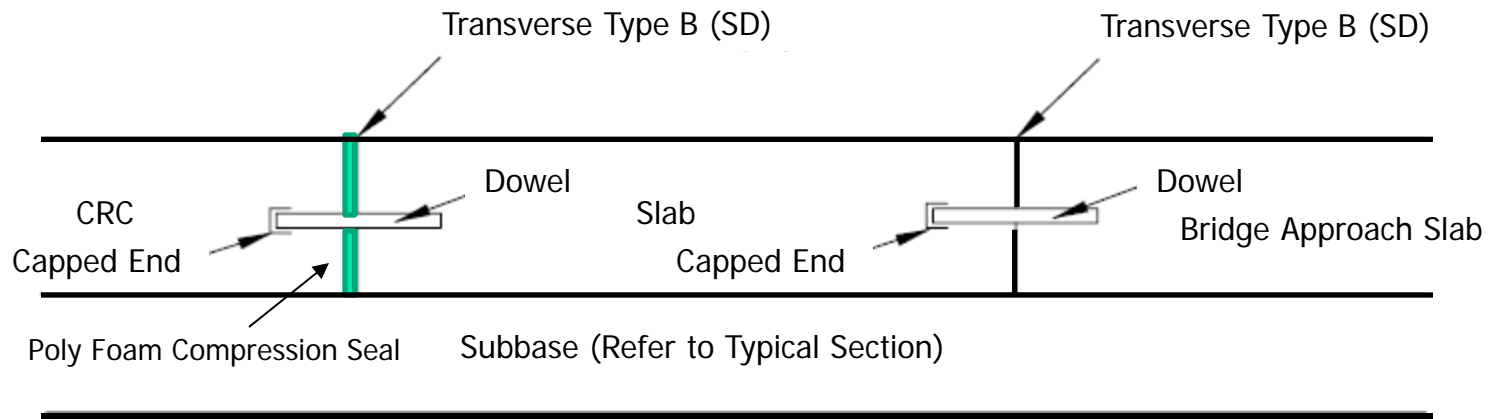 Transverse Type B (SD)
Transverse Type B (SD)
Dowel
Dowel
CRC
Slab
Bridge Approach Slab
Capped End
Capped End
Poly Foam Compression Seal
Subbase (Refer to Typical Section)